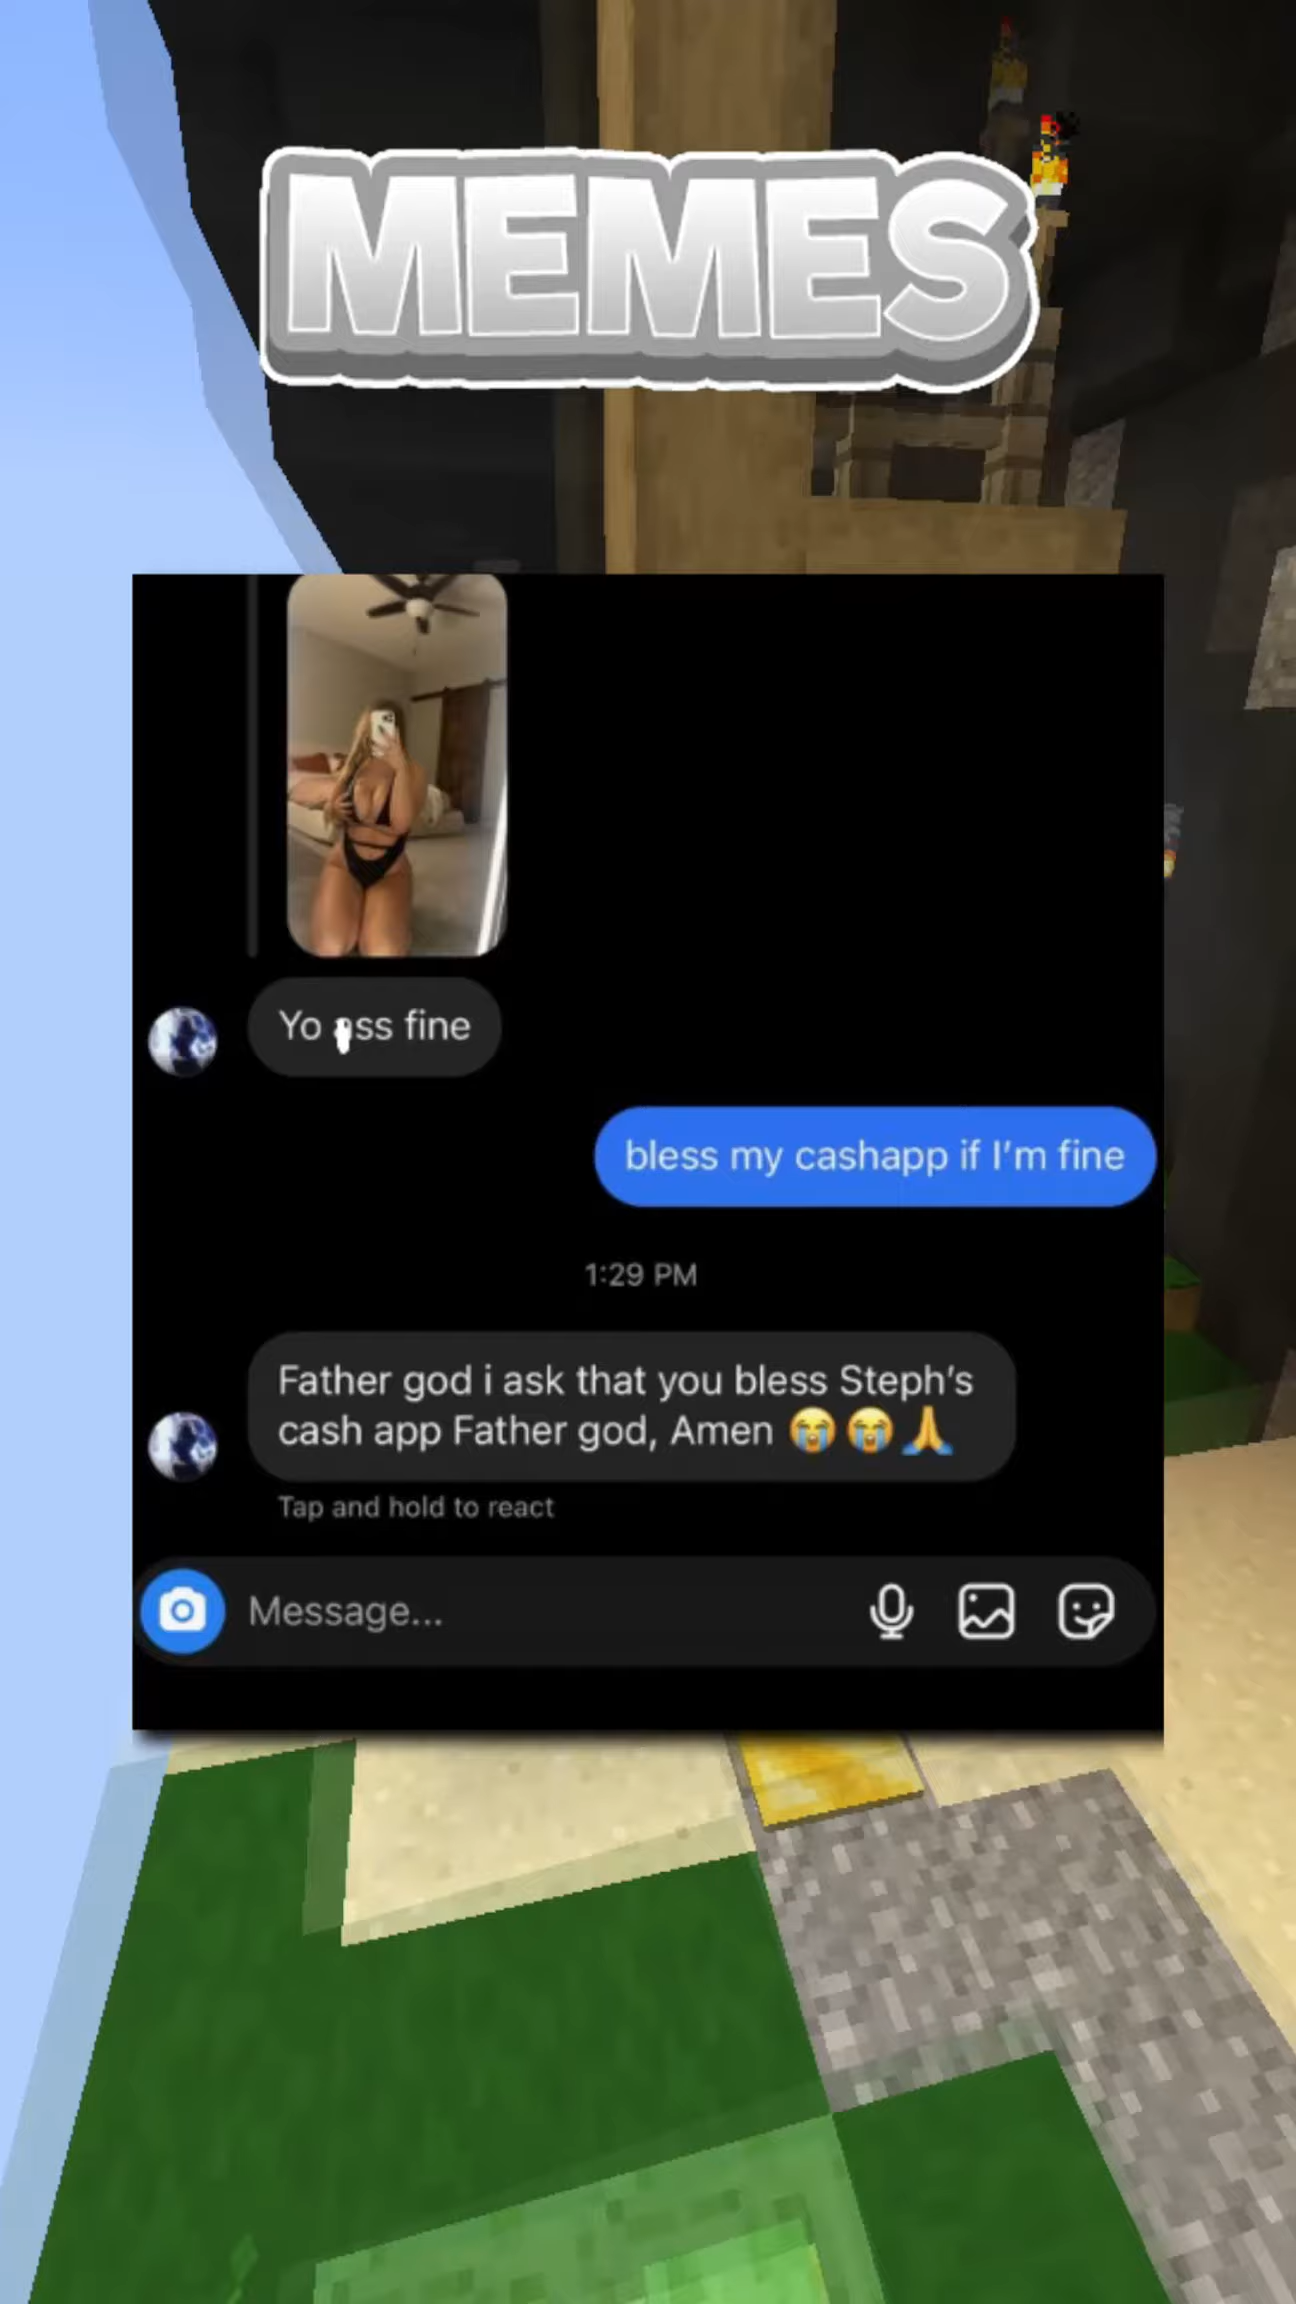 MEMES
Yo ass fine
bless my cashapp if I’m fine
1:29 PM
Father god i ask that you bless Steph’s
cash app Father god, Amen 😭😭🙏
Tap and hold to react
Message...